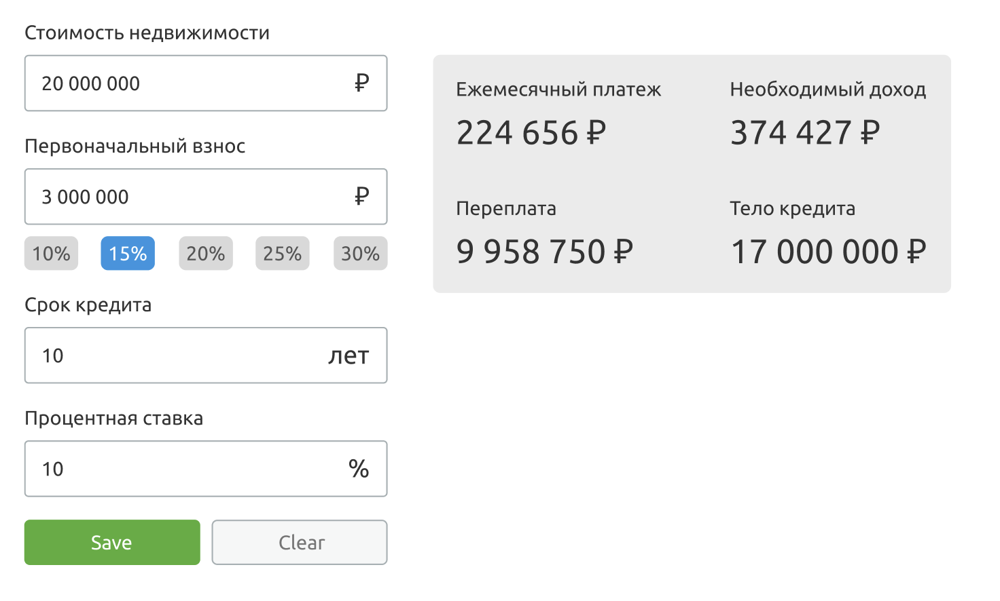 Стоимость недвижимости
20 000 000 ₽
Первоначальный взнос
3 000 000 ₽
10% 15% 20% 25% 30%
Срок кредита
10 лет
Процентная ставка
10 %
Save Clear
Ежемесячный платеж
224 656 ₽
Необходимый доход
374 427 ₽
Переплата
9 958 750 ₽
Тело кредита
17 000 000 ₽